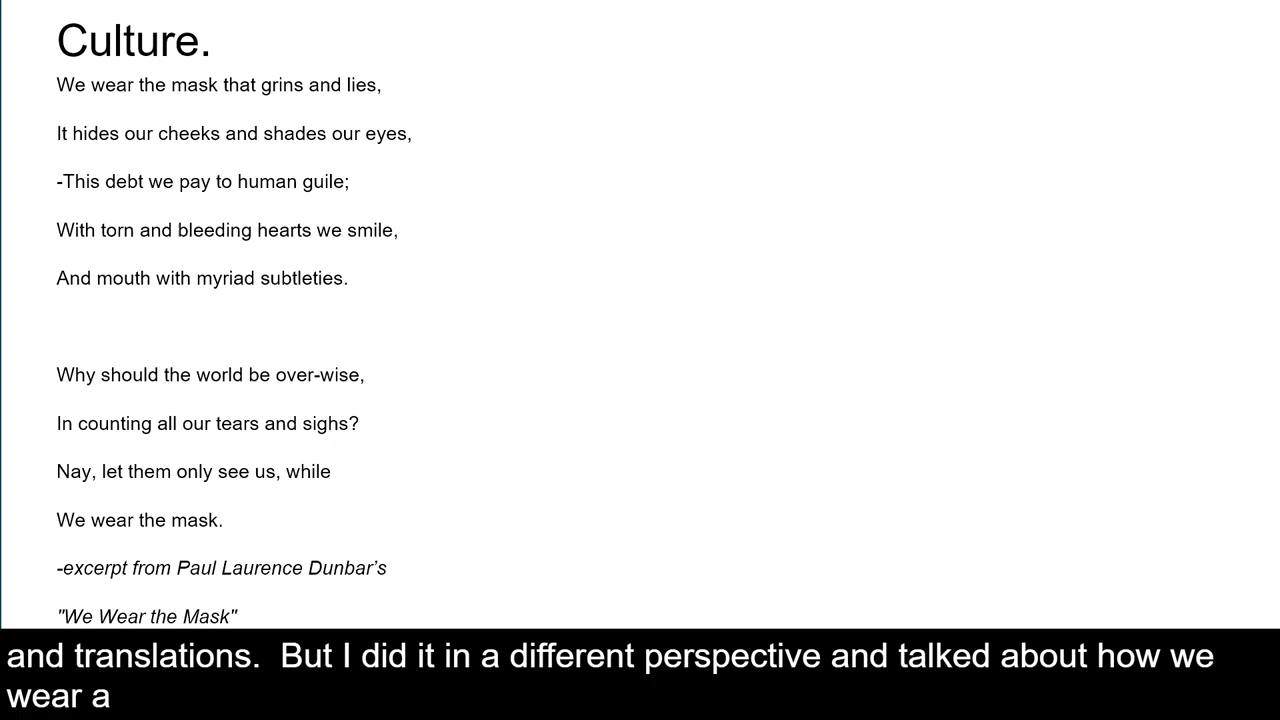 Culture.
We wear the mask that grins and lies,
It hides our cheeks and shades our eyes,
-This debt we pay to human guile;
With torn and bleeding hearts we smile,
And mouth with myriad subtleties.
Why should the world be over-wise,
In counting all our tears and sighs?
Nay, let them only see us, while
We wear the mask.
-excerpt from Paul Laurence Dunbar’s
"We Wear the Mask"
and translations.  But I did it in a different perspective and talked about how we
wear a